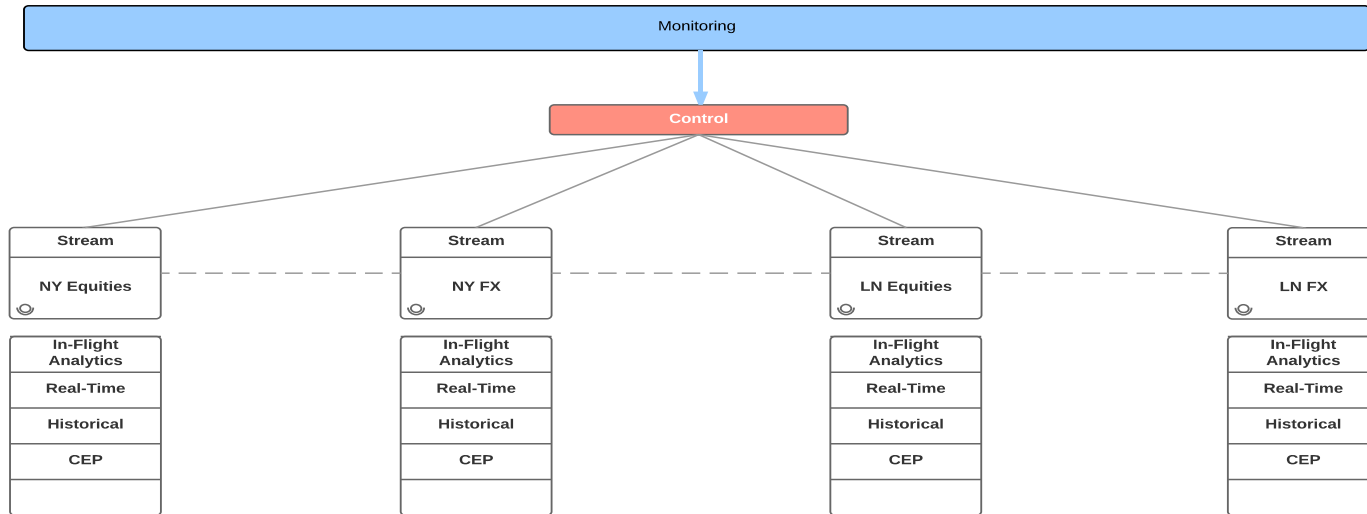 Monitoring
Control
Stream
Stream
Stream
Stream
NY Equities
NY FX
LN Equities
LN FX
In-Flight
Analytics
In-Flight
Analytics
In-Flight
Analytics
In-Flight
Analytics
Real-Time
Real-Time
Real-Time
Real-Time
Historical
Historical
Historical
Historical
CEP
CEP
CEP
CEP